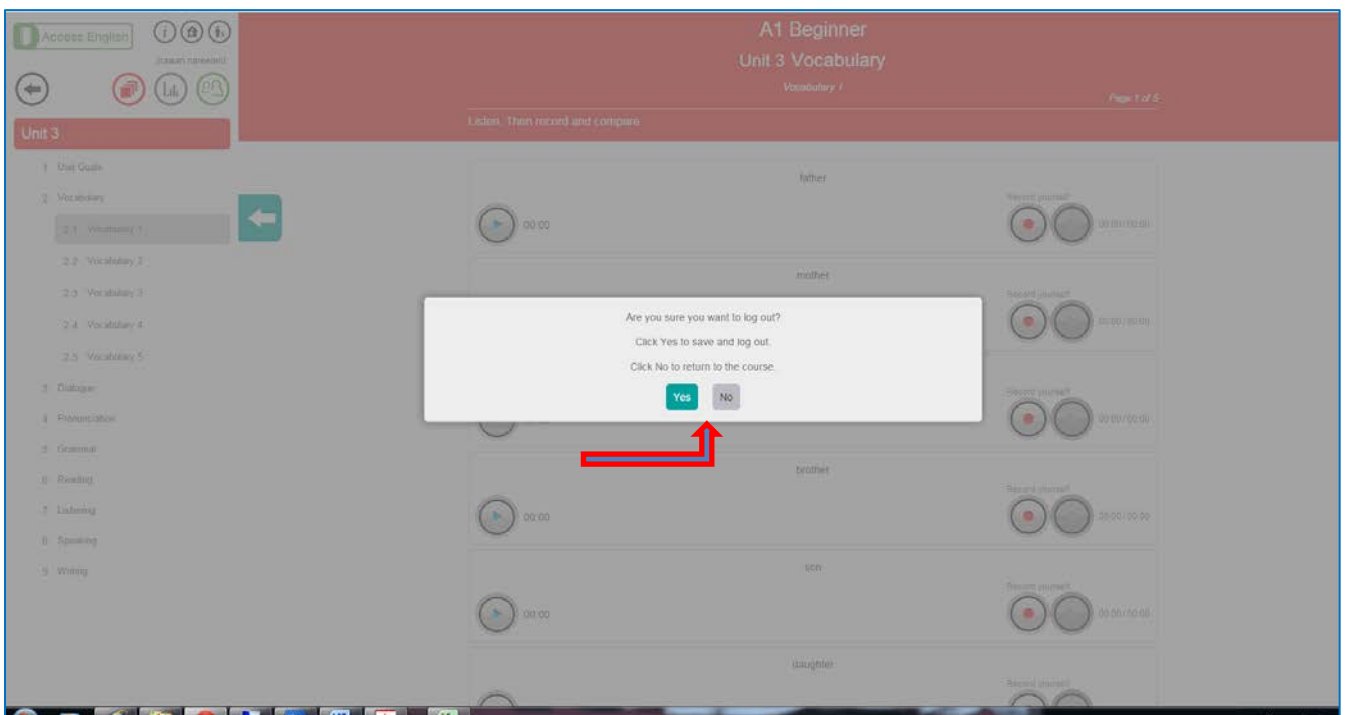 Access English
A1 Beginner
Unit 3 Vocabulary
Vocabulary 1
Page 1 of 5
Listen. Then record and compare
Unit 3
1 Unit Goals
2 Vocabulary
2.1 Vocabulary 1
2.2 Vocabulary 2
2.3 Vocabulary 3
2.4 Vocabulary 4
2.5 Vocabulary 5
3 Dialogue
4 Pronunciation
5 Grammar
6 Reading
7 Listening
8 Speaking
9 Writing
father
Record yourself
00:00
00:00/00:00
mother
Record yourself
00:00/00:00
Are you sure you want to log out?
Click Yes to save and log out.
Click No to return to the course.
Yes No
Record yourself
00:00/00:00
brother
Record yourself
00:00
00:00/00:00
son
Record yourself
00:00
00:00/00:00
daughter
Record yourself